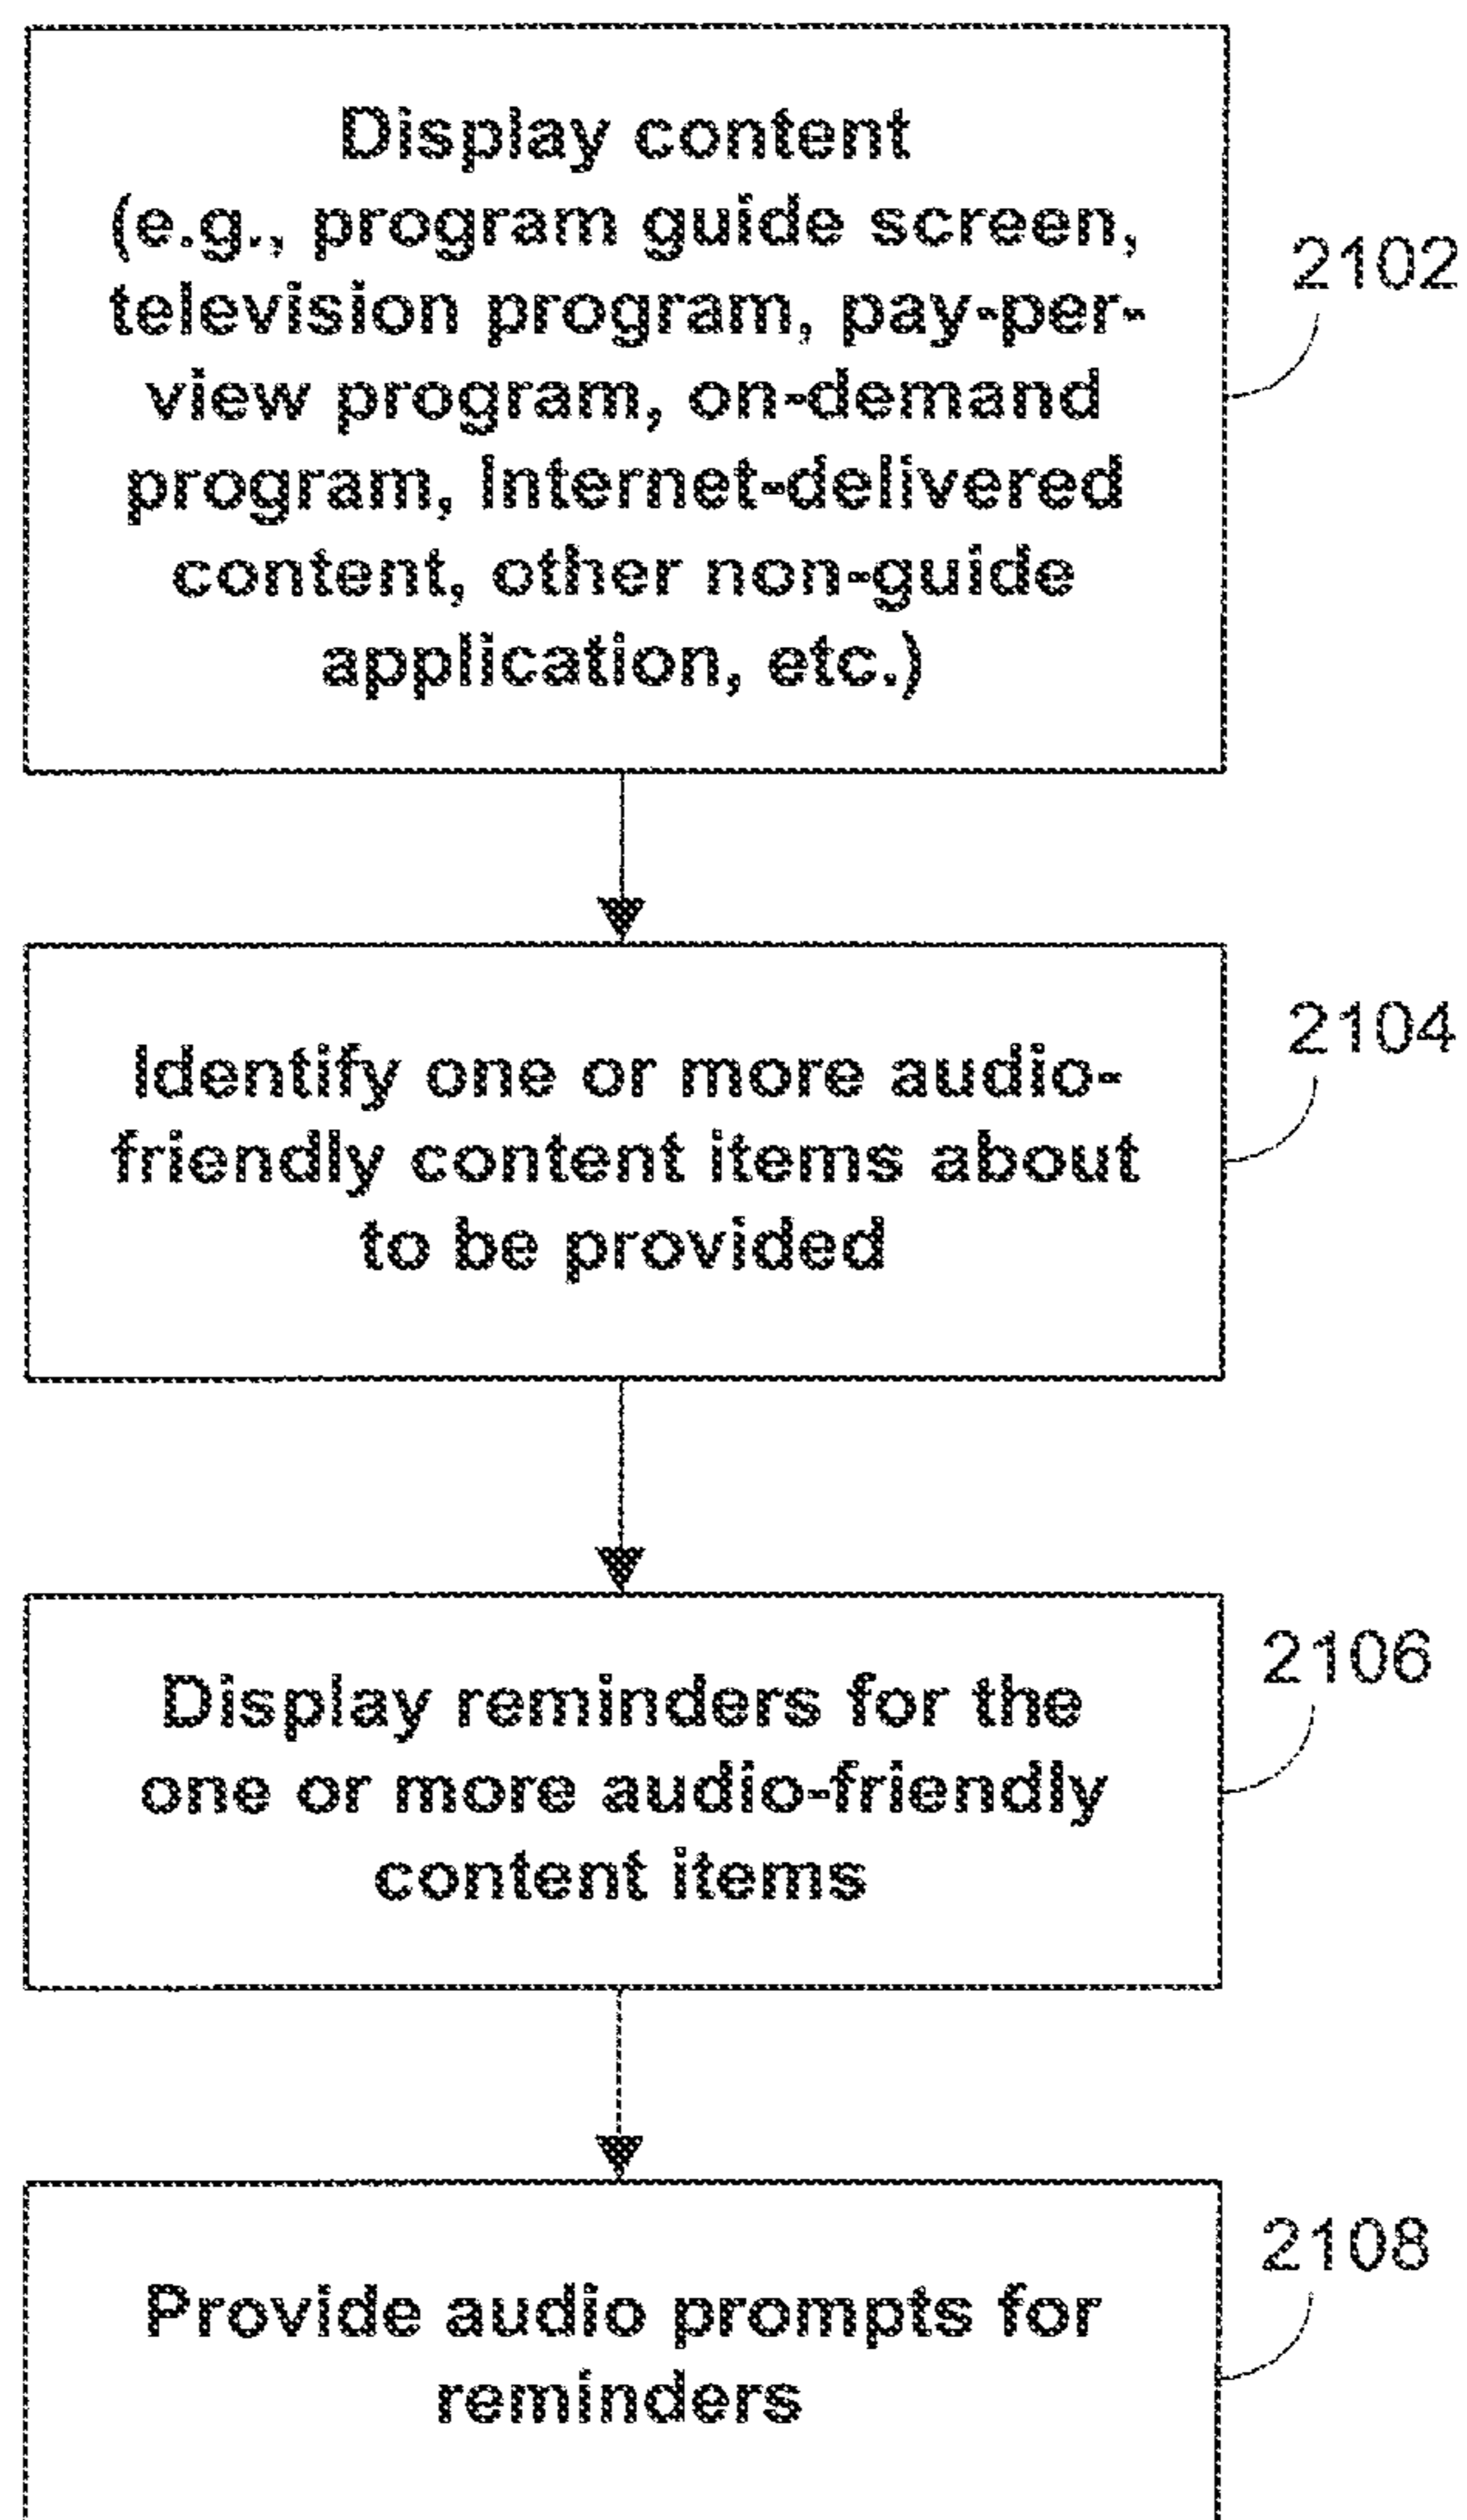 Display content
(e.g., program guide screen,
television program, pay-per-
view program, on-demand
program, Internet-delivered
content, other non-guide
application, etc.)
2102
Identify one or more audio-
friendly content items about
to be provided
2104
Display reminders for the
one or more audio-friendly
content items
2106
Provide audio prompts for
reminders
2108